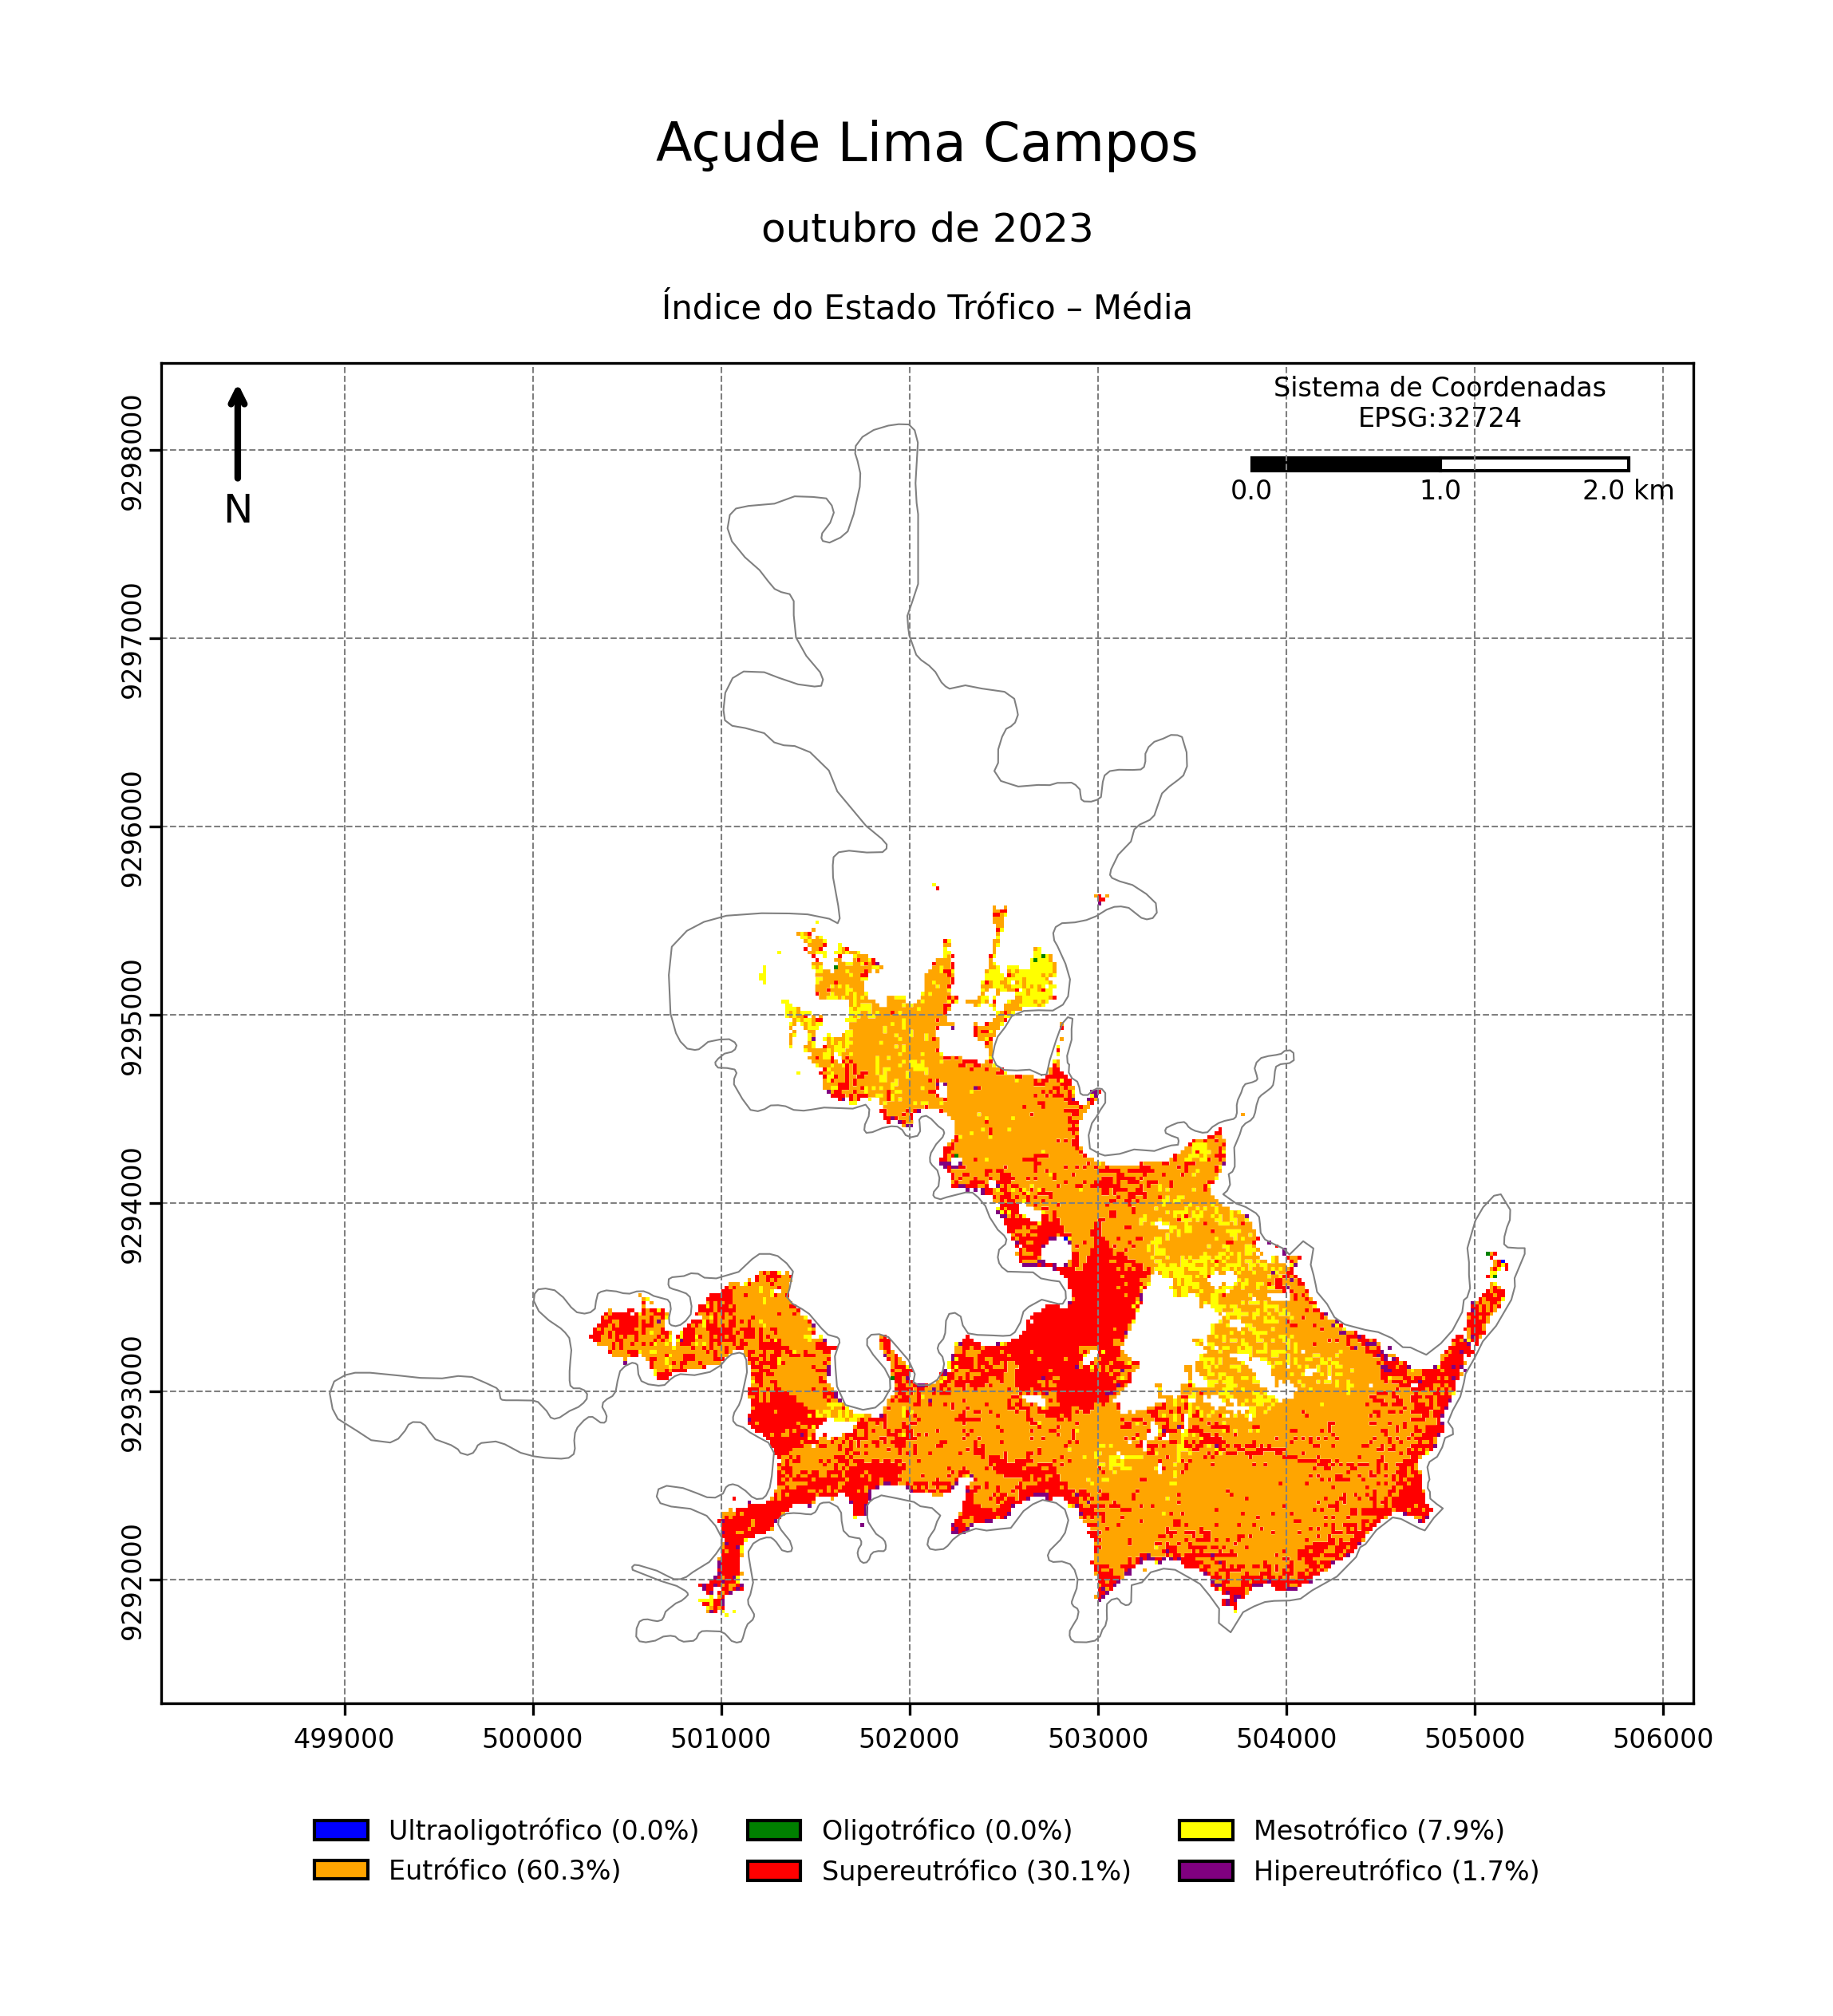 Açude Lima Campos
outubro de 2023
Índice do Estado Trófico – Média
Sistema de Coordenadas
EPSG:32724
0.0 1.0 2.0 km
N
9298000
9297000
9296000
9295000
9294000
9293000
9292000
499000 500000 501000 502000 503000 504000 505000 506000
Ultraoligotrófico (0.0%) Oligotrófico (0.0%) Mesotrófico (7.9%)
Eutrófico (60.3%) Supereutrófico (30.1%) Hipereutrófico (1.7%)